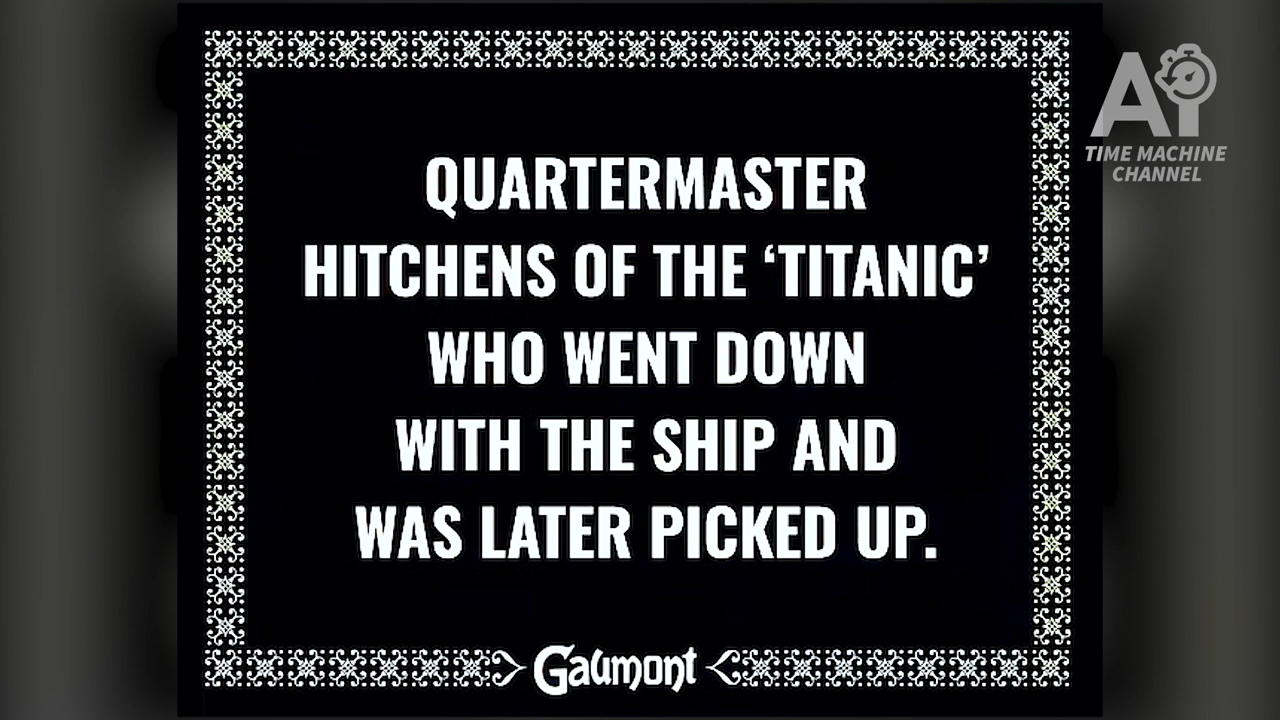 QUARTERMASTER
HITCHENS OF THE ‘TITANIC’
WHO WENT DOWN
WITH THE SHIP AND
WAS LATER PICKED UP.
Gaumont
AI
TIME MACHINE
CHANNEL